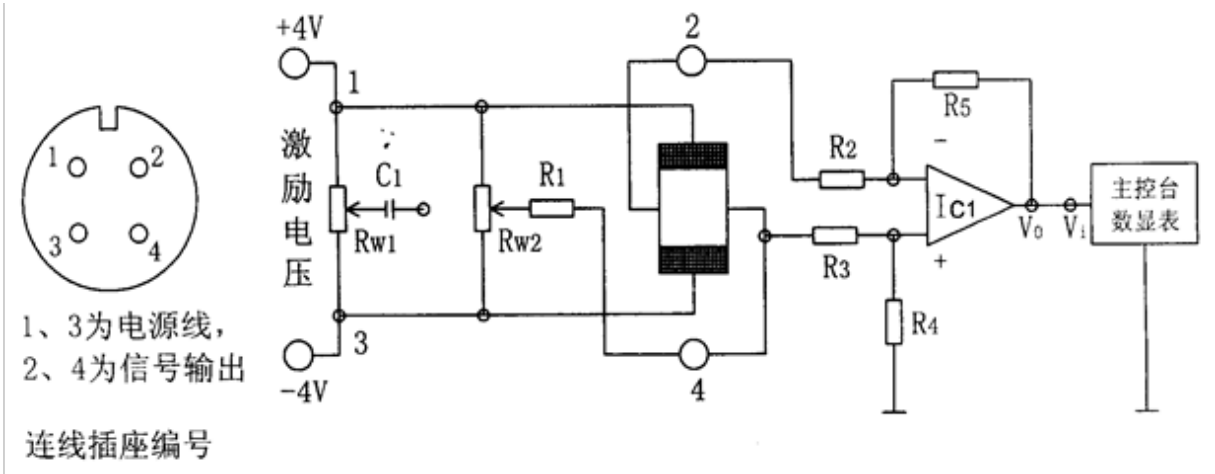 1
2
3
4
1、3为电源线,
2、4为信号输出
连线插座编号
+4V
1
激励电压
C1
Rw1
Rw2
R1
3
-4V
2
4
R2
R3
R4
R5
-
IC1
+
V0
Vi
主控台
数显表